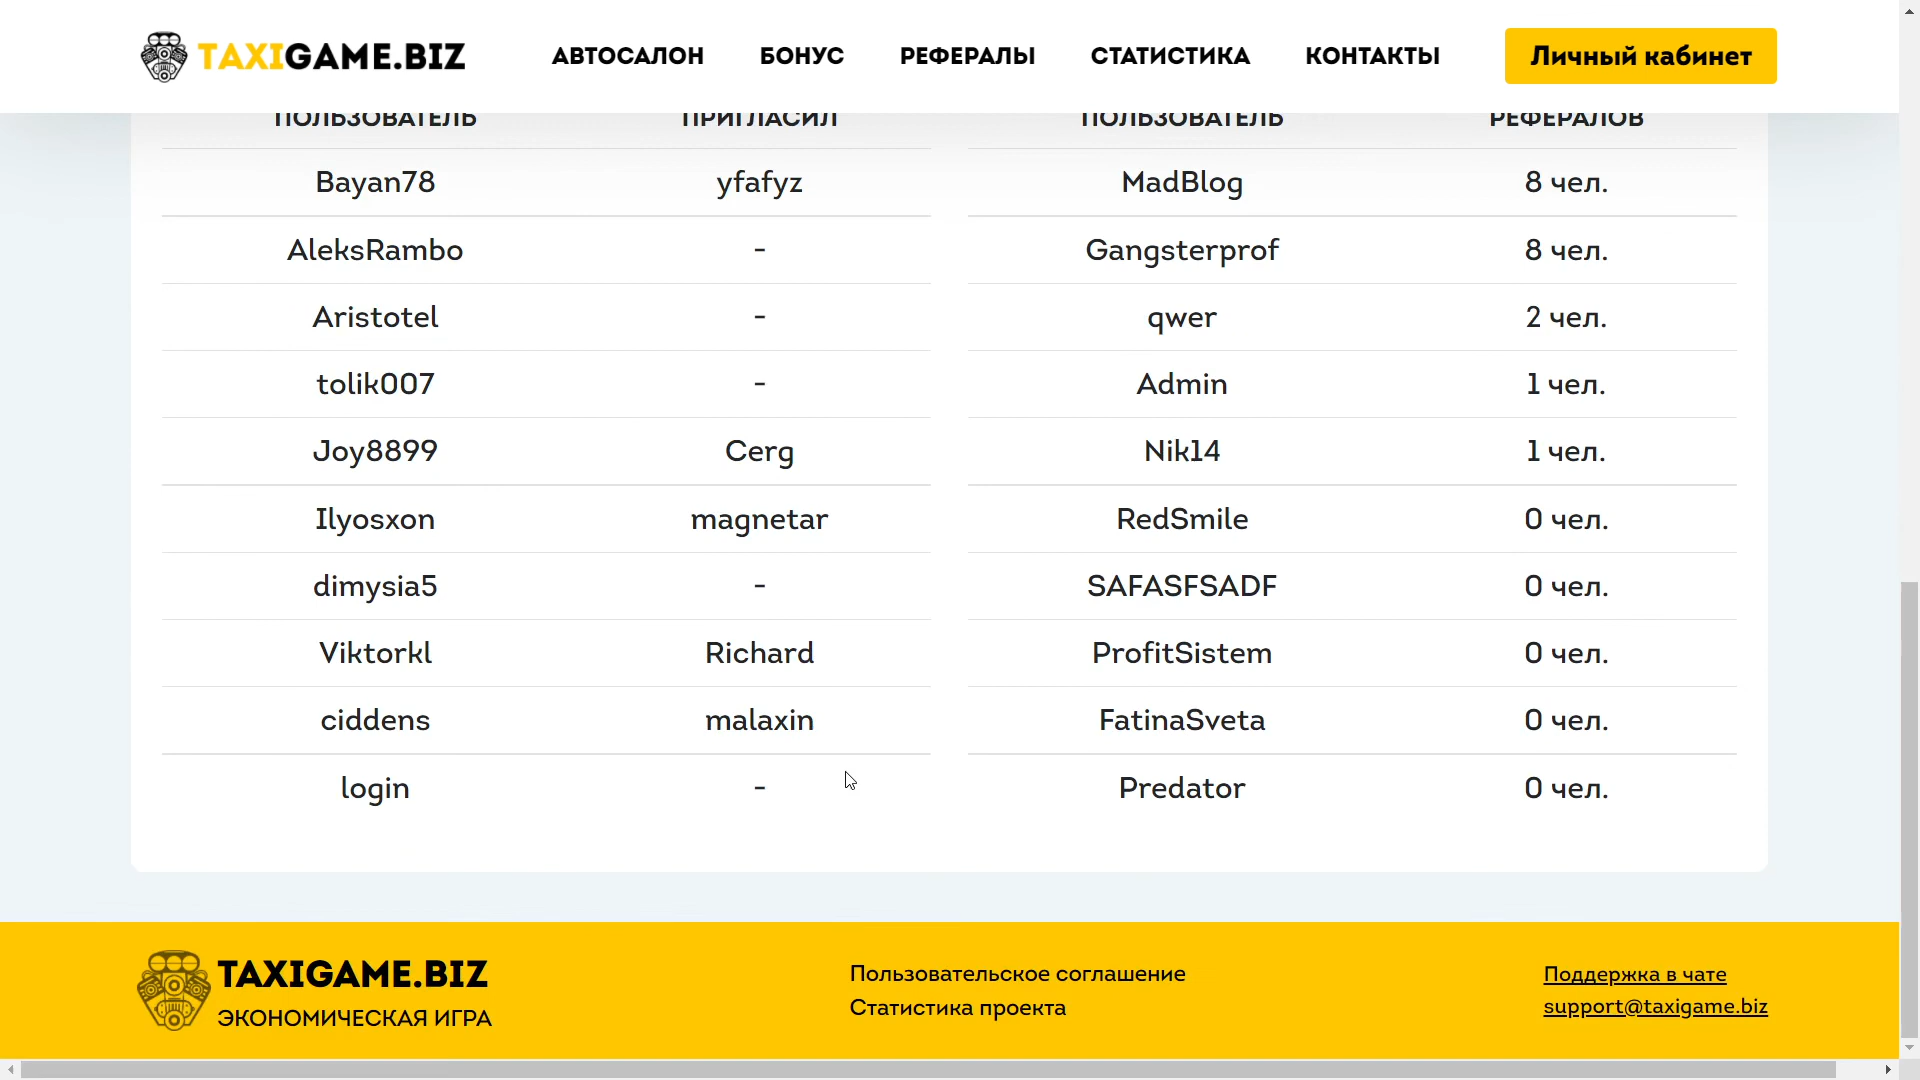 TAXIGAME.BIZ АВТОСАЛОН БОНУС РЕФЕРАЛЫ СТАТИСТИКА КОНТАКТЫ Личный кабинет
ПОЛЬЗОВАТЕЛЬ ПРИГЛАСИЛ ПОЛЬЗОВАТЕЛЬ РЕФЕРАЛОВ
Bayan78 yfafyz MadBlog 8 чел.
AleksRambo - Gangsterprof 8 чел.
Aristotel - qwer 2 чел.
tolik007 - Admin 1 чел.
Joy8899 Cerg Nik14 1 чел.
Ilyosxon magnetar RedSmile 0 чел.
dimysia5 - SAFASFSADF 0 чел.
Viktorkl Richard ProfitSistem 0 чел.
ciddens malaxin FatinaSveta 0 чел.
login - Predator 0 чел.
TAXIGAME.BIZ
ЭКОНОМИЧЕСКАЯ ИГРА
Пользовательское соглашение
Статистика проекта
Поддержка в чате
support@taxigame.biz